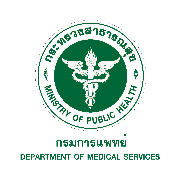 กระทรวงสาธารณสุข
MINISTRY OF PUBLIC HEALTH
กรมการแพทย์
DEPARTMENT OF MEDICAL SERVICES